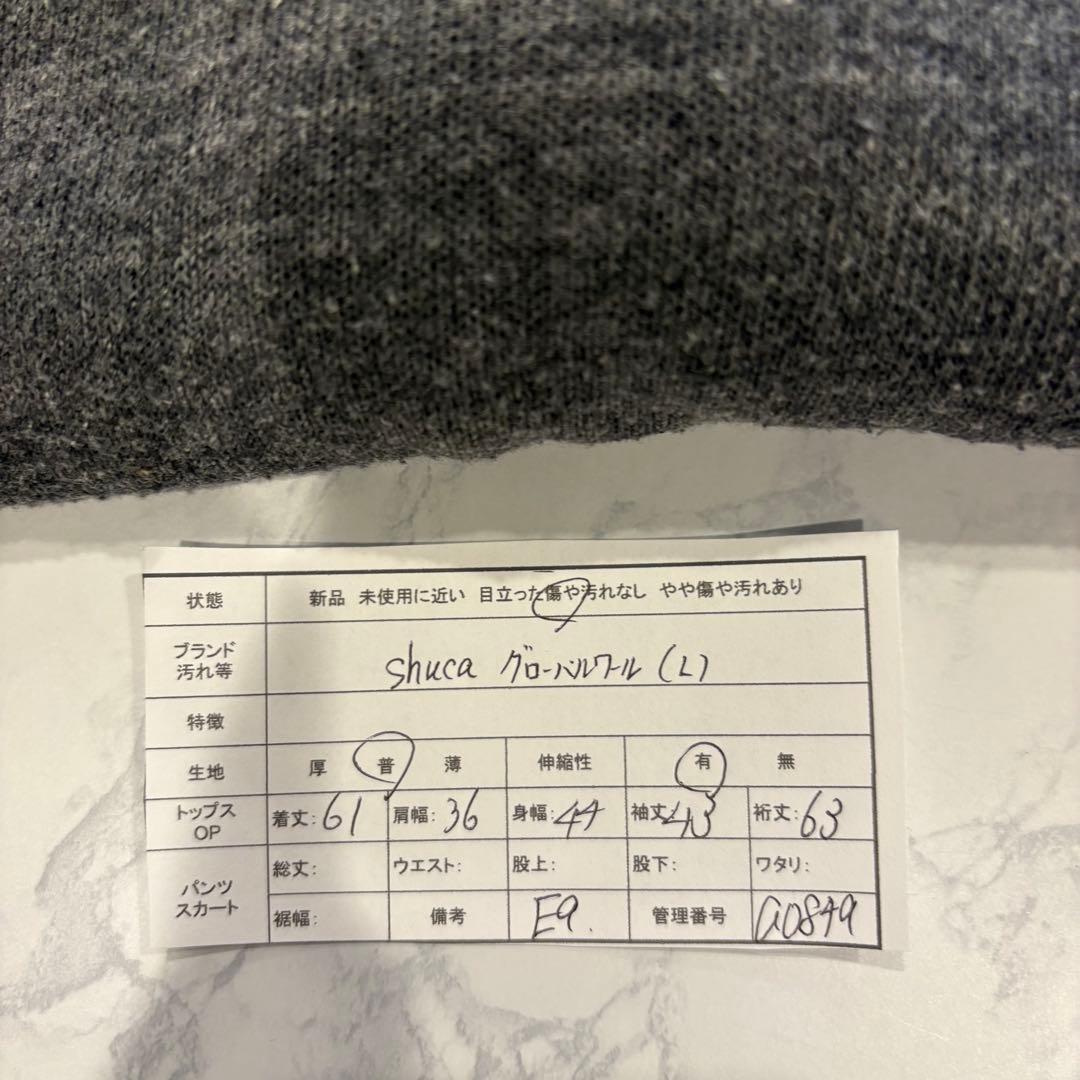 状態 新品 未使用に近い 目立った傷や汚れなし やや傷や汚れあり
ブランド
汚れ等 shuca グローバルワール (L)
特徴
生地 厚 普 薄 伸縮性 有 無
トップス
OP 着丈:61 肩幅:36 身幅:44 袖丈:43 裄丈:63
パンツ
スカート 総丈: ウエスト: 股上: 股下: ワタリ:
裾幅: 備考 E9. 管理番号 a0849